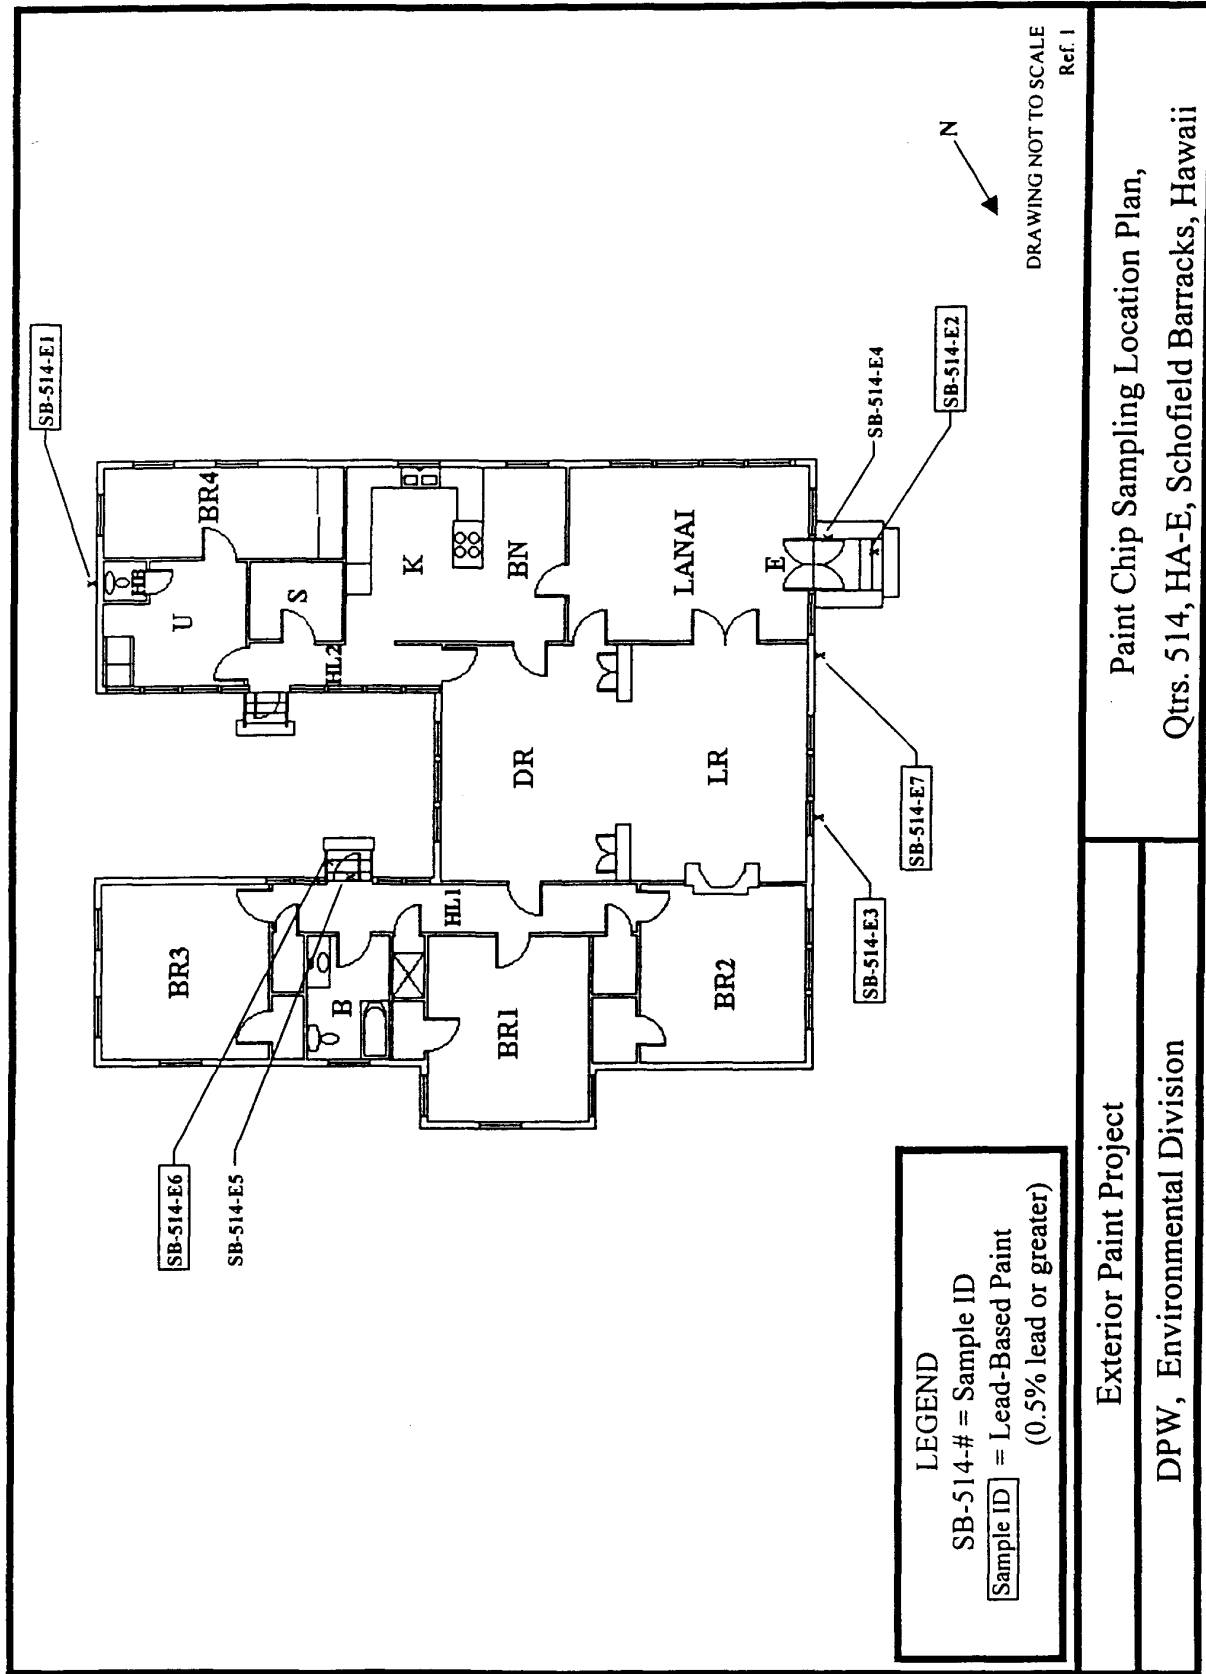 SB-514-E1
SB-514-E6
SB-514-E5
BR3
B
BR1
BR2
HL1
DR
LR
HL2
U
HB
S
BR4
K
BN
LANAI
E
SB-514-E3
SB-514-E7
SB-514-E4
SB-514-E2
N
DRAWING NOT TO SCALE
Ref. 1
LEGEND
SB-514-# = Sample ID
Sample ID = Lead-Based Paint
(0.5% lead or greater)
Exterior Paint Project
DPW, Environmental Division
Paint Chip Sampling Location Plan,
Qtrs. 514, HA-E, Schofield Barracks, Hawaii